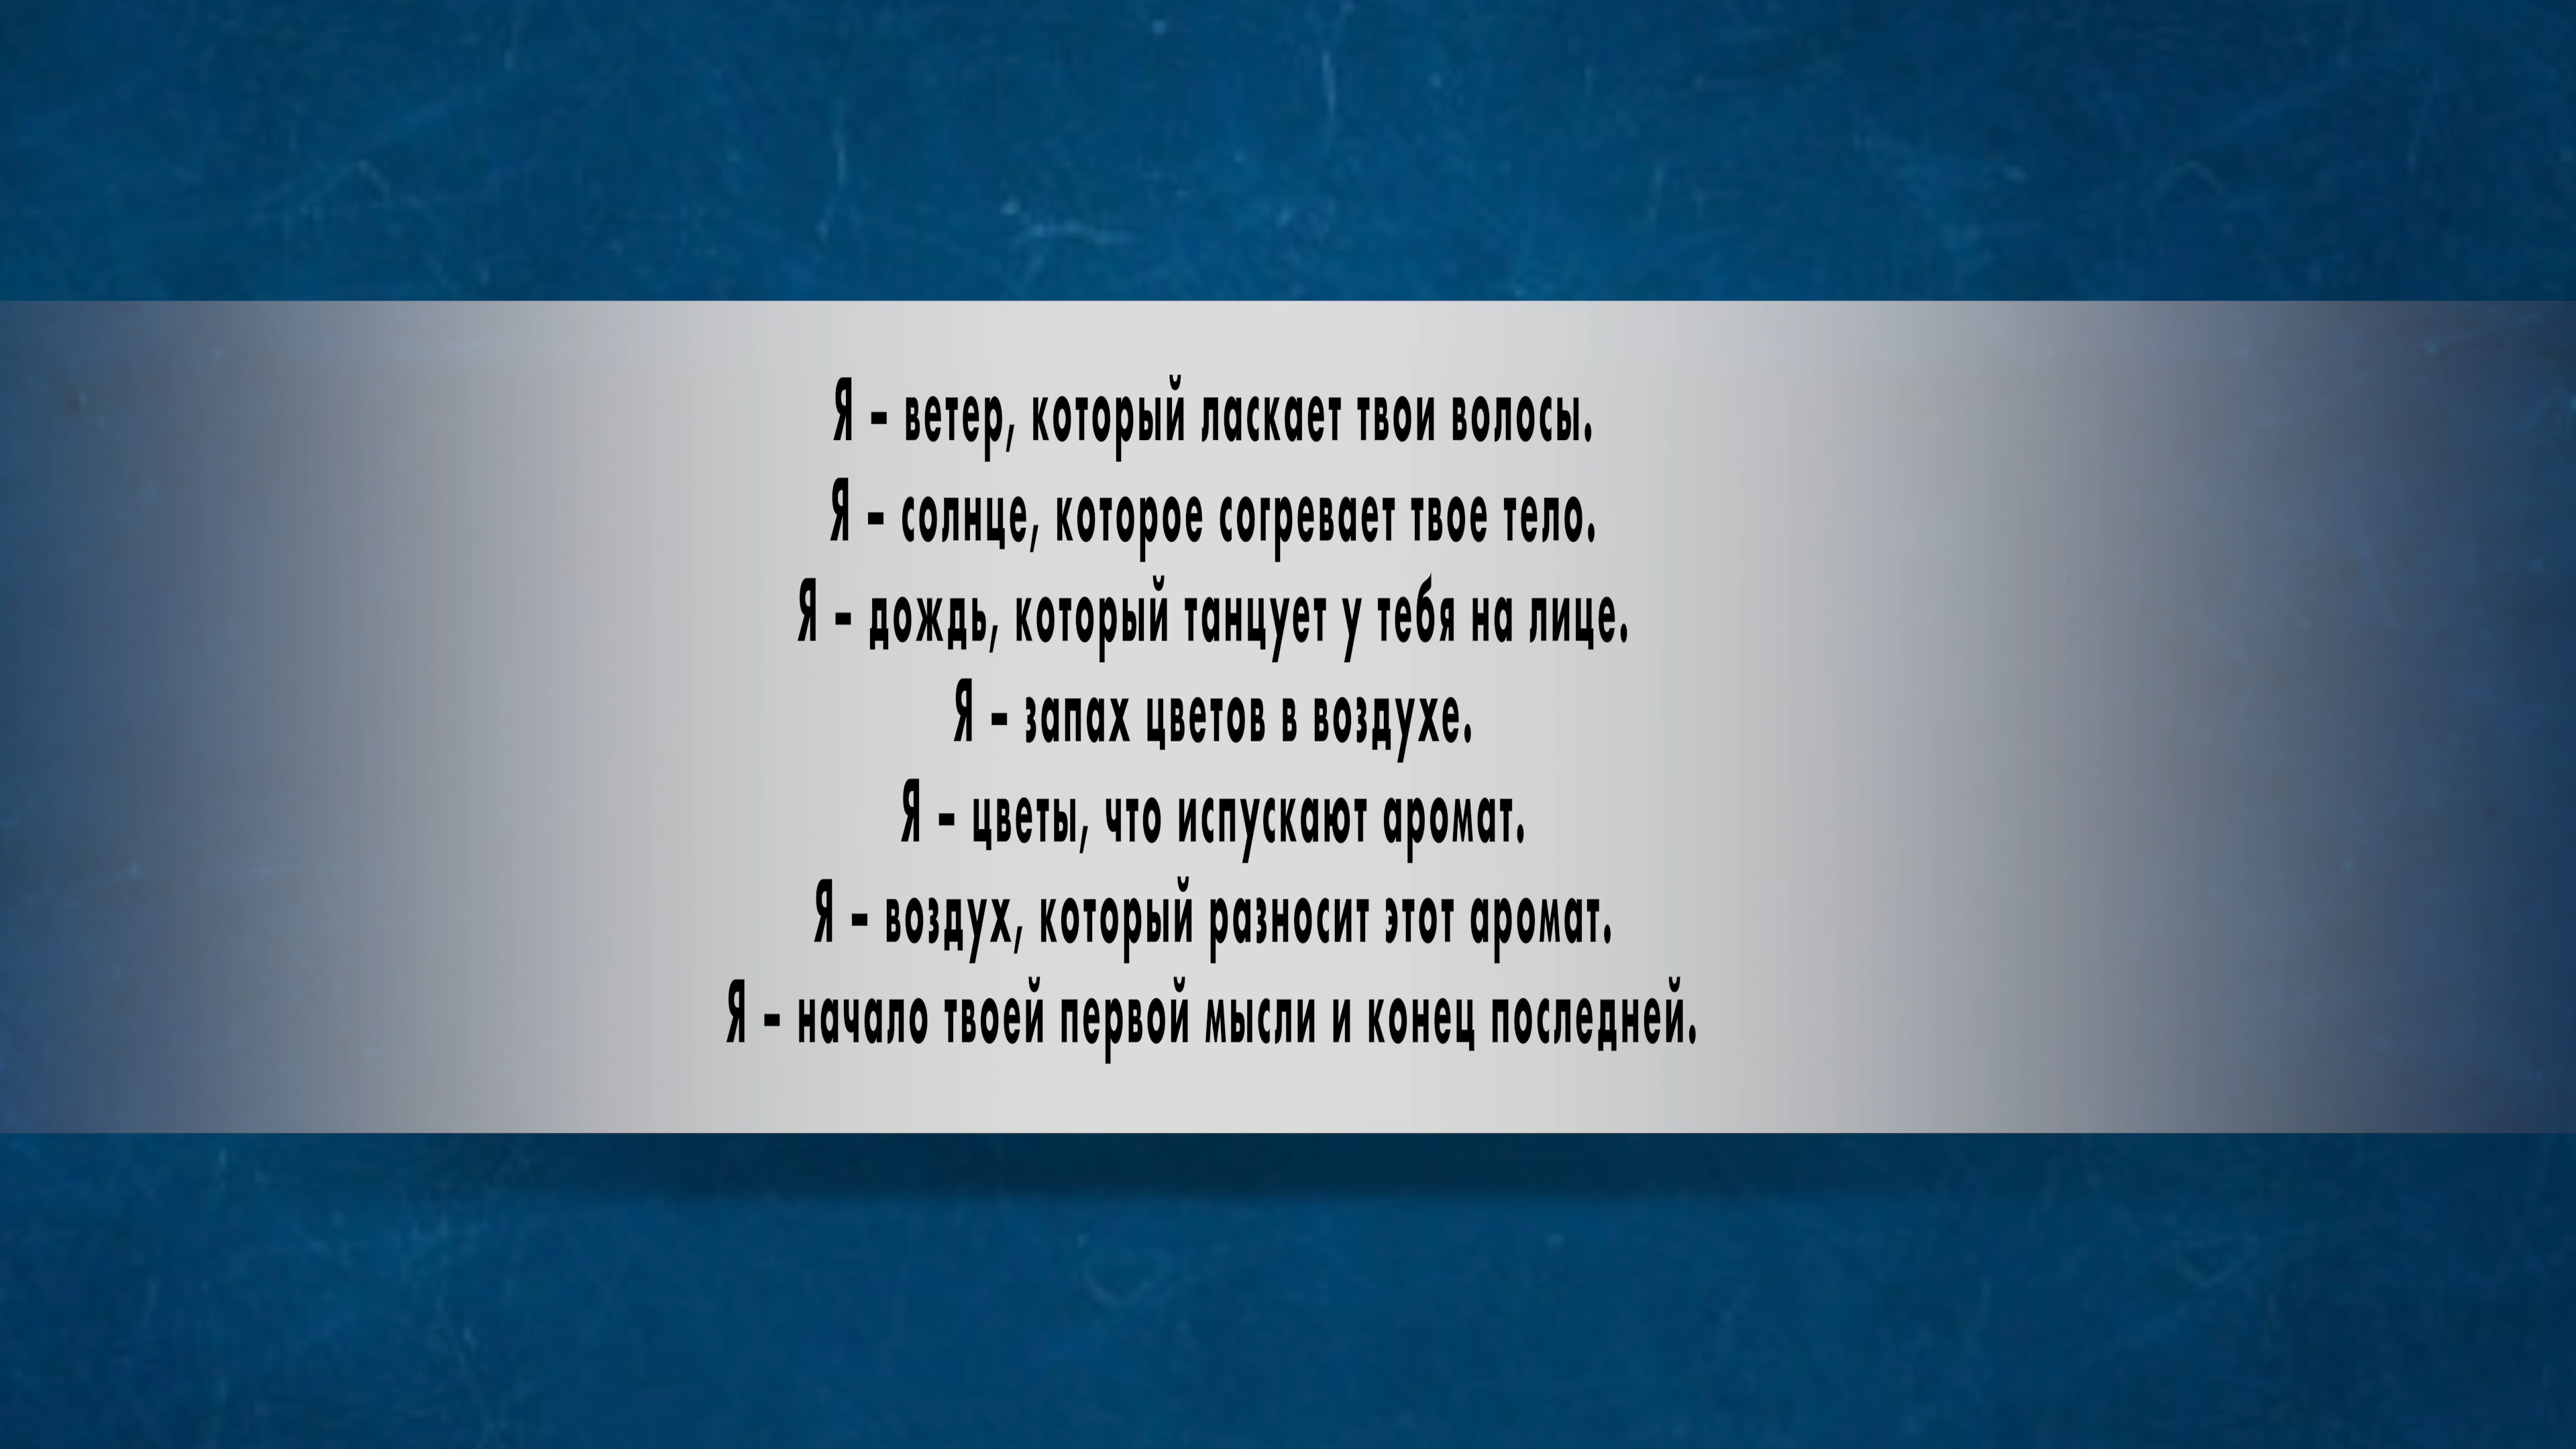 Я – ветер, который ласкает твои волосы.
Я – солнце, которое согревает твое тело.
Я – дождь, который танцует у тебя на лице.
Я – запах цветов в воздухе.
Я – цветы, что испускают аромат.
Я – воздух, который разносит этот аромат.
Я – начало твоей первой мысли и конец последней.